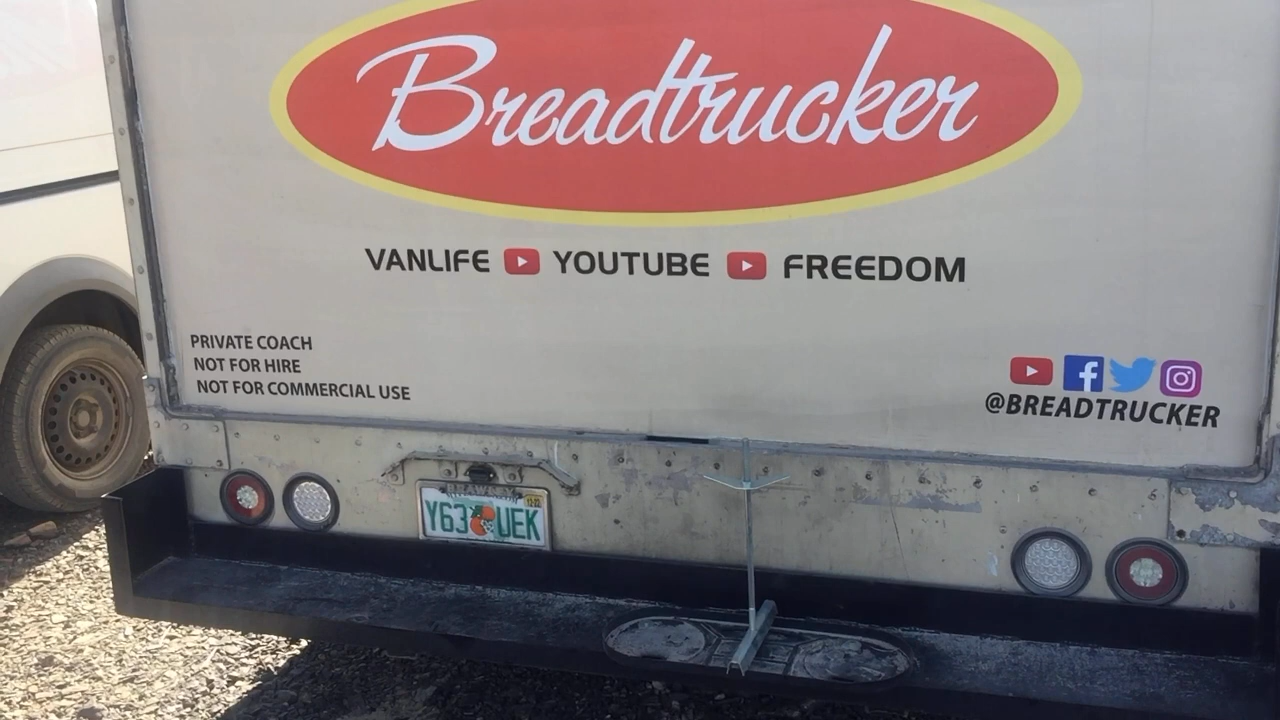 Breadtrucker
VANLIFE YOUTUBE FREEDOM
PRIVATE COACH
NOT FOR HIRE
NOT FOR COMMERCIAL USE
@BREADTRUCKER
Y63 UEK